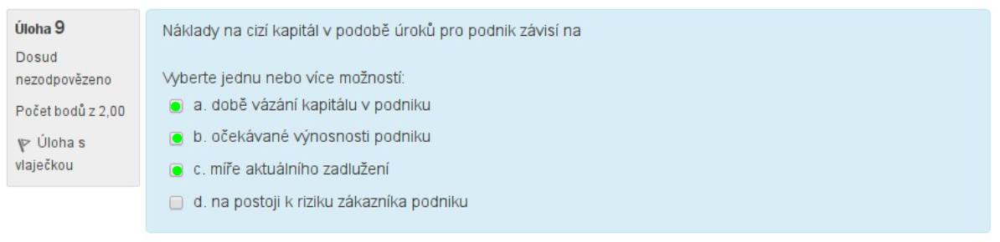 Úloha 9
Dosud
nezodpovězeno
Počet bodů z 2,00
Úloha s
vlaječkou
Náklady na cizí kapitál v podobě úroků pro podnik závisí na
Vyberte jednu nebo více možností:
a. době vázání kapitálu v podniku
b. očekávané výnosnosti podniku
c. míře aktuálního zadlužení
d. na postoji k riziku zákazníka podniku